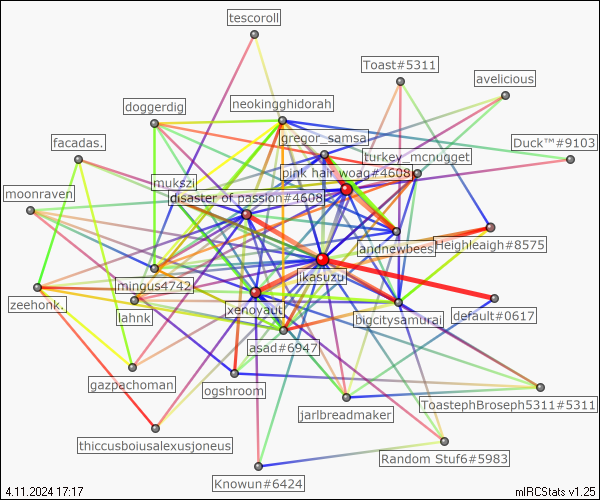 tescoroll
Toast#5311
avelicious
doggerdig
neokingghidorah
gregor_samsa
facadas.
Duck™#9103
turkey_mcnugget
pink hair woag#4608
mukszi
moonraven
disaster of passion#4608
andnewbees
Heighleaigh#8575
ikasuzu
mingus4742
zeehonk.
lahnk
xenoyaut
bigcitysamurai
default#0617
asad#6947
gazpachoman
ogshroom
jarlbreadmaker
ToastephBroseph5311#5311
thiccusboiusalexusjoneus
Random Stuf6#5983
Knowun#6424
4.11.2024 17:17
mIRCStats v1.25